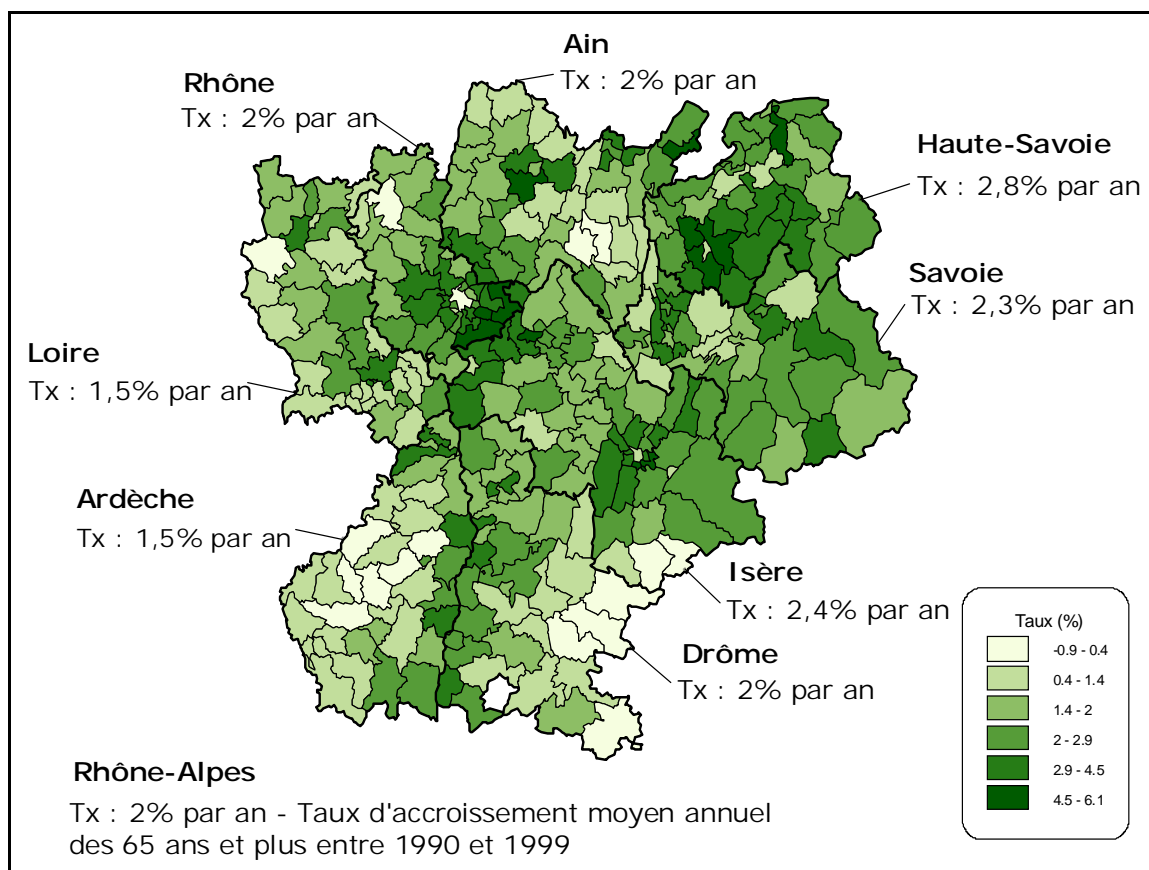 Ain
Tx : 2% par an
Rhône
Tx : 2% par an
Haute-Savoie
Tx : 2,8% par an
Savoie
Tx : 2,3% par an
Loire
Tx : 1,5% par an
Ardèche
Tx : 1,5% par an
Isère
Tx : 2,4% par an
Drôme
Tx : 2% par an
Taux (%)
-0.9 - 0.4
0.4 - 1.4
1.4 - 2
2 - 2.9
2.9 - 4.5
4.5 - 6.1
Rhône-Alpes
Tx : 2% par an - Taux d'accroissement moyen annuel
des 65 ans et plus entre 1990 et 1999